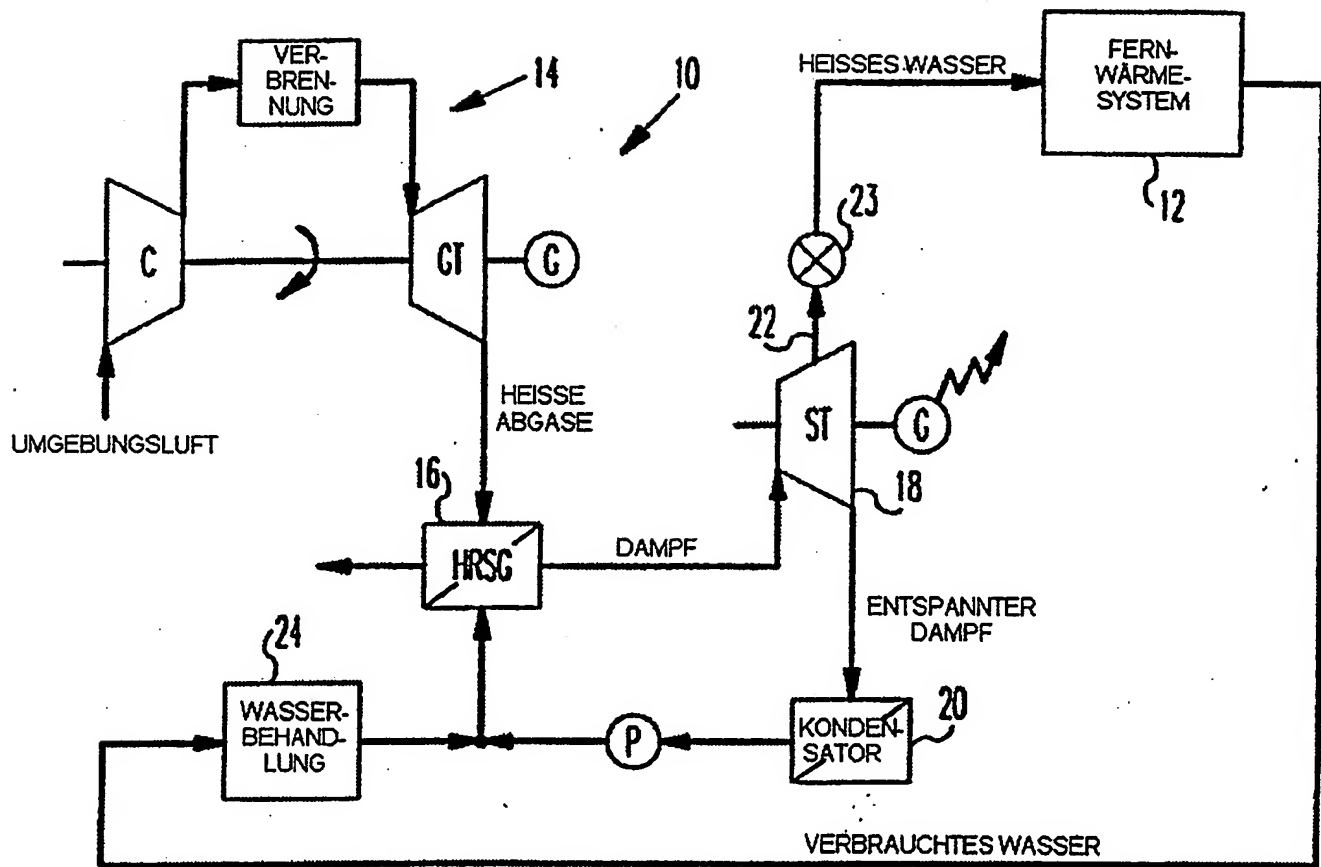 VER-
BREN-
NUNG
14
10
HEISSES WASSER
FERN-
WÄRME-
SYSTEM
12
23
C
GT
G
22
HEISSE
ABGASE
ST
G
UMGEBUNGSLUFT
16
18
HRSG
DAMPF
ENTSPANNTER
DAMPF
24
WASSER-
BEHAND-
LUNG
P
KONDEN-
SATOR
20
VERBRAUCHTES WASSER